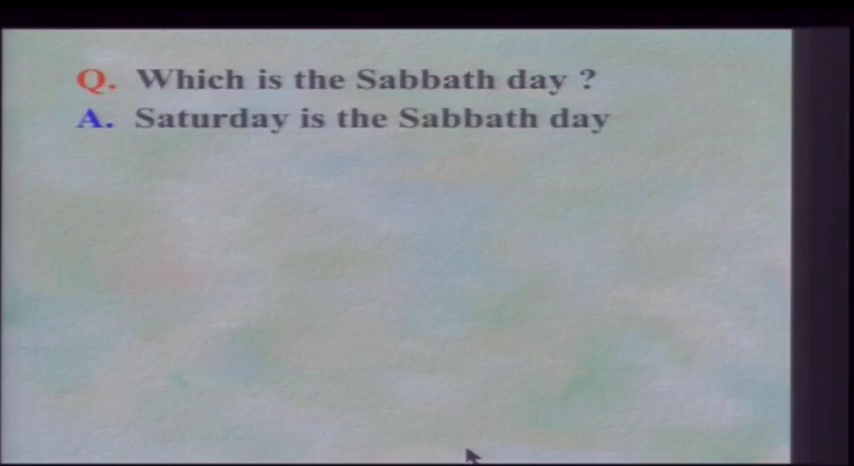 Q. Which is the Sabbath day ?
A. Saturday is the Sabbath day